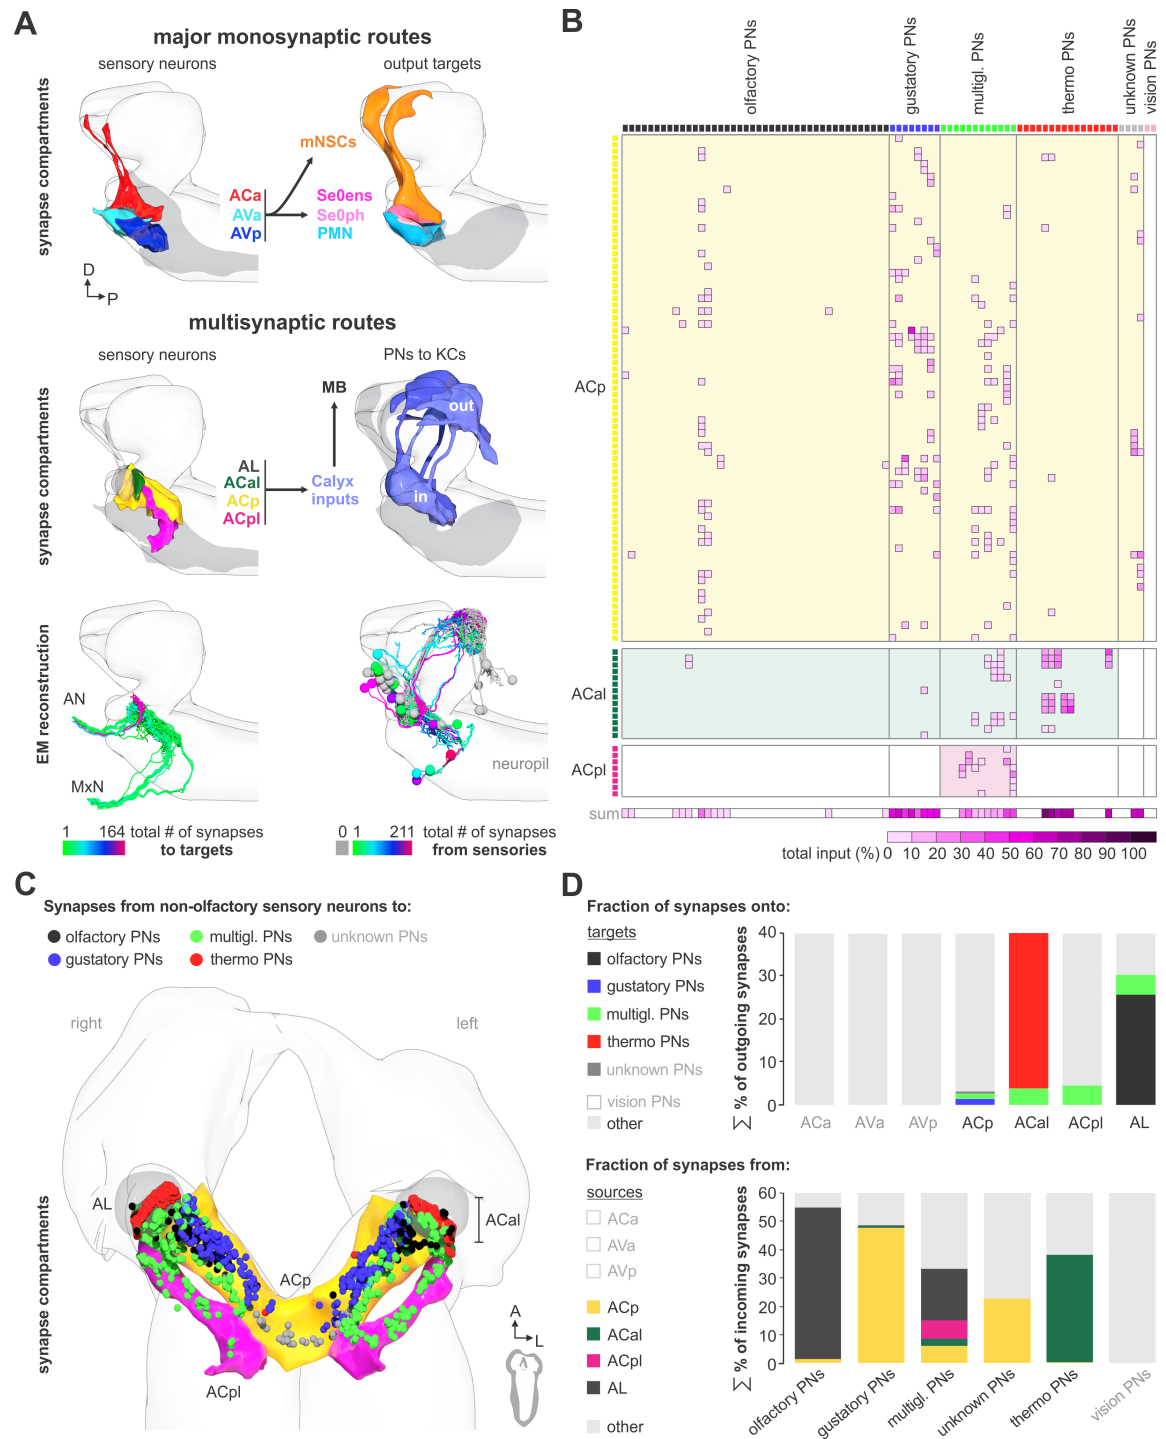 A
major monosynaptic routes
sensory neurons
output targets
synapse compartments
mNSCs
ACa
AVa
AVp
Se0ens
Se0ph
PMN
D
P
multisynaptic routes
sensory neurons
PNs to KCs
synapse compartments
MB
out
in
AL
ACal
ACp
ACpl
Calyx
inputs
EM reconstruction
AN
MxN
neuropil
1 164 total # of synapses
to targets
0 1 211 total # of synapses
from sensories
B
olfactory PNs
gustatory PNs
multigl. PNs
thermo PNs
unknown PNs
vision PNs
ACp
ACal
ACpl
sum
total input (%) 0 10 20 30 40 50 60 70 80 90 100
C
Synapses from non-olfactory sensory neurons to:
olfactory PNs
multigl. PNs
unknown PNs
gustatory PNs
thermo PNs
right
left
synapse compartments
AL
ACal
ACp
ACpl
A
L
D
Fraction of synapses onto:
targets
olfactory PNs
gustatory PNs
multigl. PNs
thermo PNs
unknown PNs
vision PNs
other
∑ % of outgoing synapses
40
30
20
10
0
ACa AVa AVp ACp ACal ACpl AL
Fraction of synapses from:
sources
ACa
AVa
AVp
ACp
ACal
ACpl
AL
other
∑ % of incoming synapses
60
50
40
30
20
10
0
olfactory PNs
gustatory PNs
multigl. PNs
unknown PNs
thermo PNs
vision PNs